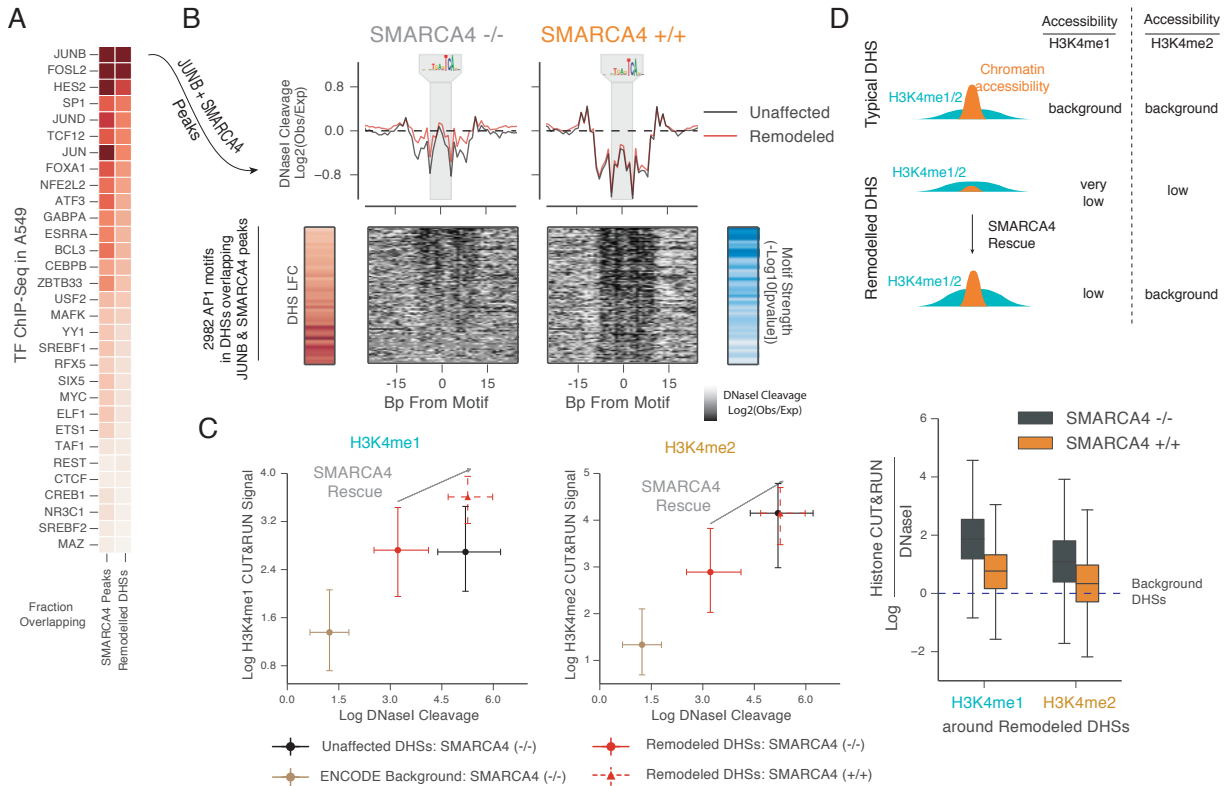 A
JUNB
FOSL2
HES2
SP1
JUND
TCF12
JUN
FOXA1
NFE2L2
ATF3
GABPA
ESRRA
BCL3
CEBPB
ZBTB33
USF2
MAFK
YY1
SREBF1
RFX5
SIX5
MYC
ELF1
ETS1
TAF1
REST
CTCF
CREB1
NR3C1
SREBF2
MAZ
TF ChIP-Seq in A549
Fraction
Overlapping
SMARCA4 Peaks
Remodelled DHSs
JUNB + SMARCA4
Peaks
B
SMARCA4 -/-
SMARCA4 +/+
DNaseI Cleavage
Log2(Obs/Exp)
0.8
0.0
-0.8
Unaffected
Remodeled
2982 AP1 motifs
in DHSs overlapping
JUNB & SMARCA4 peaks
DHS LFC
Motif Strength
(-Log10[pvalue])
-15
0
15
-15
0
15
Bp From Motif
Bp From Motif
DNaseI Cleavage
Log2(Obs/Exp)
C
H3K4me1
SMARCA4
Rescue
Log H3K4me1 CUT&RUN Signal
4.0
3.2
2.4
1.6
0.8
0.0
1.5
3.0
4.5
6.0
Log DNaseI Cleavage
H3K4me2
SMARCA4
Rescue
Log H3K4me2 CUT&RUN Signal
5
4
3
2
1
0.0
1.5
3.0
4.5
6.0
Log DNaseI Cleavage
Unaffected DHSs: SMARCA4 (-/-)
Remodeled DHSs: SMARCA4 (-/-)
ENCODE Background: SMARCA4 (-/-)
Remodeled DHSs: SMARCA4 (+/+)
D
Accessibility
H3K4me1
Accessibility
H3K4me2
Typical DHS
Chromatin
accessibility
H3K4me1/2
background
background
Remodelled DHS
H3K4me1/2
very
low
low
SMARCA4
Rescue
H3K4me1/2
low
background
SMARCA4 -/-
SMARCA4 +/+
Log
Histone CUT&RUN
DNaseI
6
4
2
0
−2
Background
DHSs
H3K4me1
H3K4me2
around Remodeled DHSs